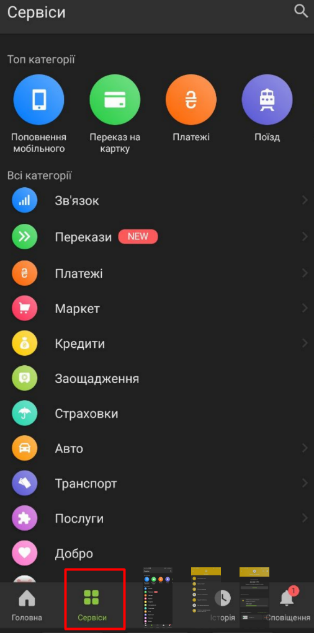 Сервіси
Топ категорії
Поповнення
мобільного
Переказ на
картку
Платежі
Поїзд
Всі категорії
Зв'язок
Перекази NEW
Платежі
Маркет
Кредити
Заощадження
Страховки
Авто
Транспорт
Послуги
Добро
Головна
Сервіси
Сповіщення